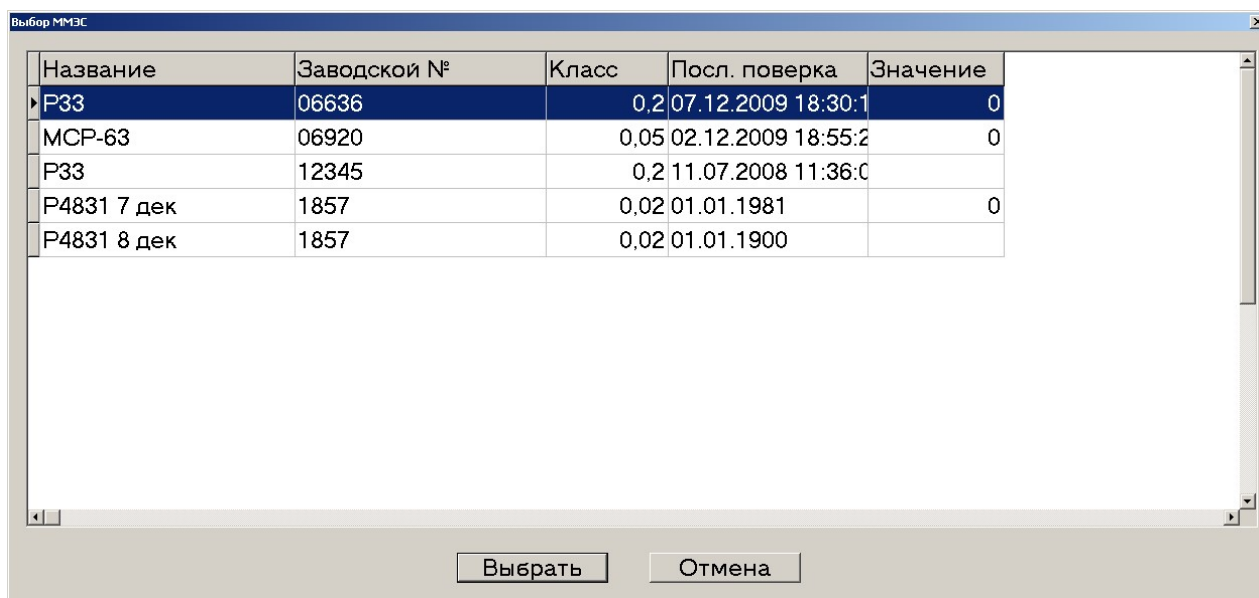 Выбор ММЭС
Название Заводской № Класс Посл. поверка Значение
Р33 06636 0,2 07.12.2009 18:30:1 0
МСР-63 06920 0,05 02.12.2009 18:55:2 0
Р33 12345 0,2 11.07.2008 11:36:0
Р4831 7 дек 1857 0,02 01.01.1981 0
Р4831 8 дек 1857 0,02 01.01.1900
Выбрать Отмена